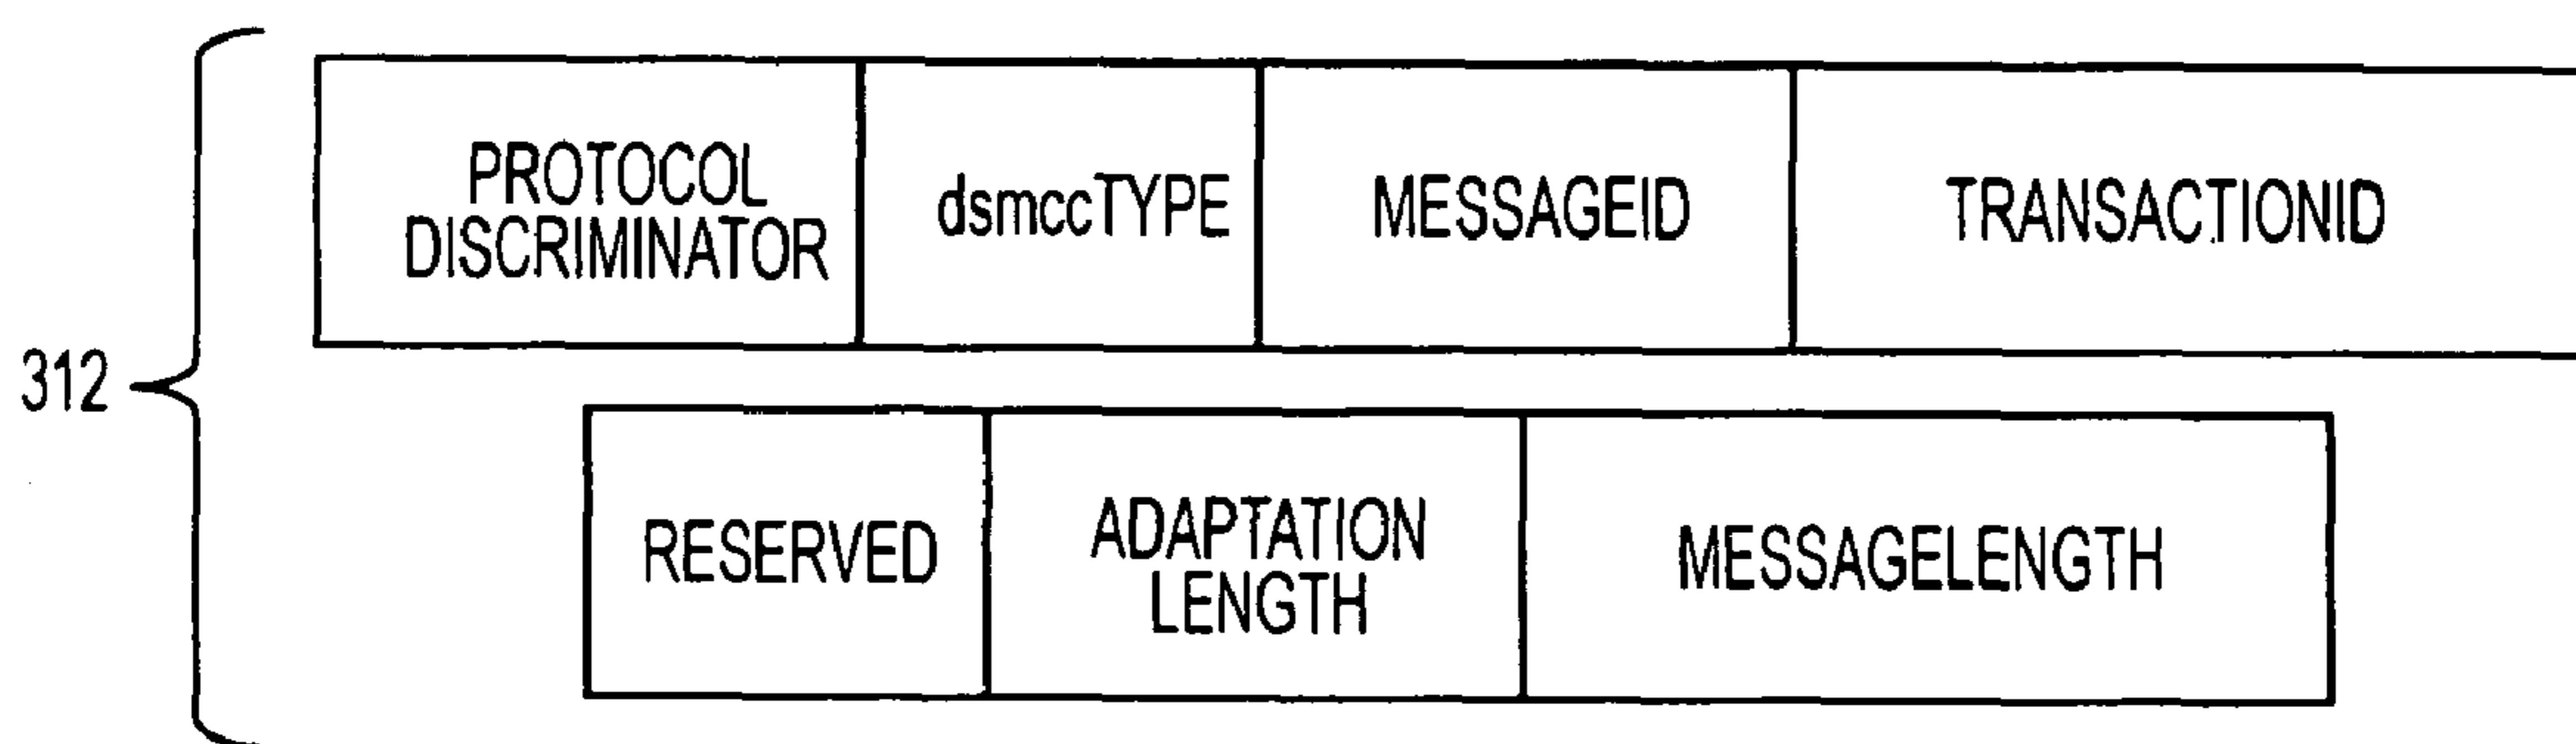 PROTOCOL
DISCRIMINATOR
dsmccTYPE
MESSAGEID
TRANSACTIONID
312
RESERVED
ADAPTATION
LENGTH
MESSAGELENGTH